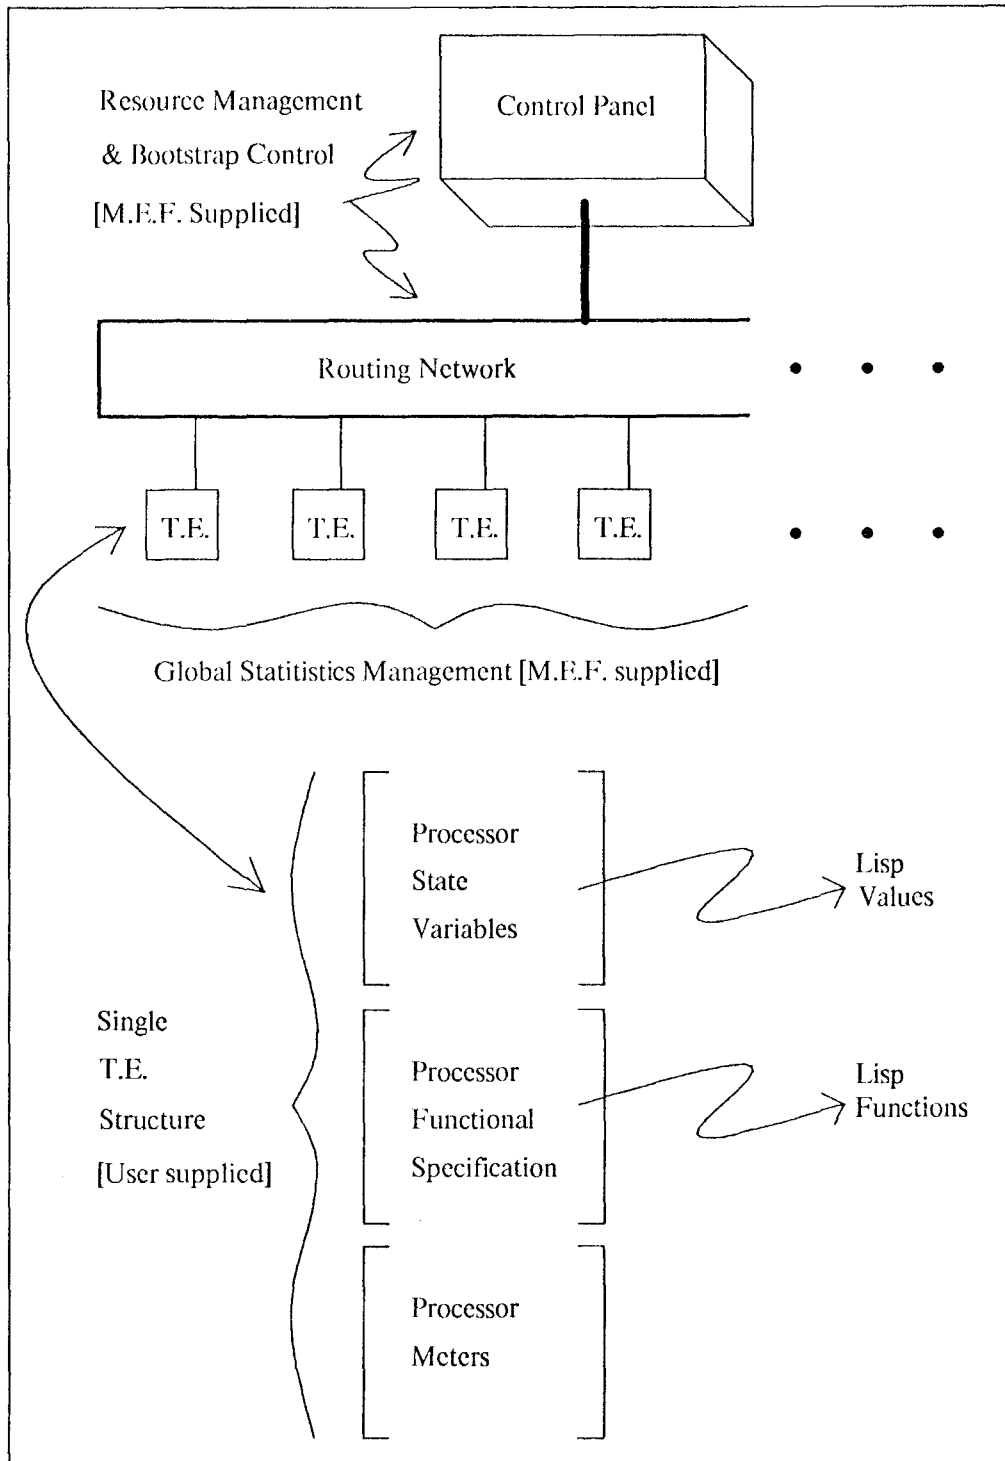 Resource Management
& Bootstrap Control
[M.E.F. Supplied]
Control Panel
Routing Network
T.E.
T.E.
T.E.
T.E.
Global Statitistics Management [M.E.F. supplied]
Single
T.E.
Structure
[User supplied]
Processor
State
Variables
Lisp
Values
Processor
Functional
Specification
Lisp
Functions
Processor
Meters